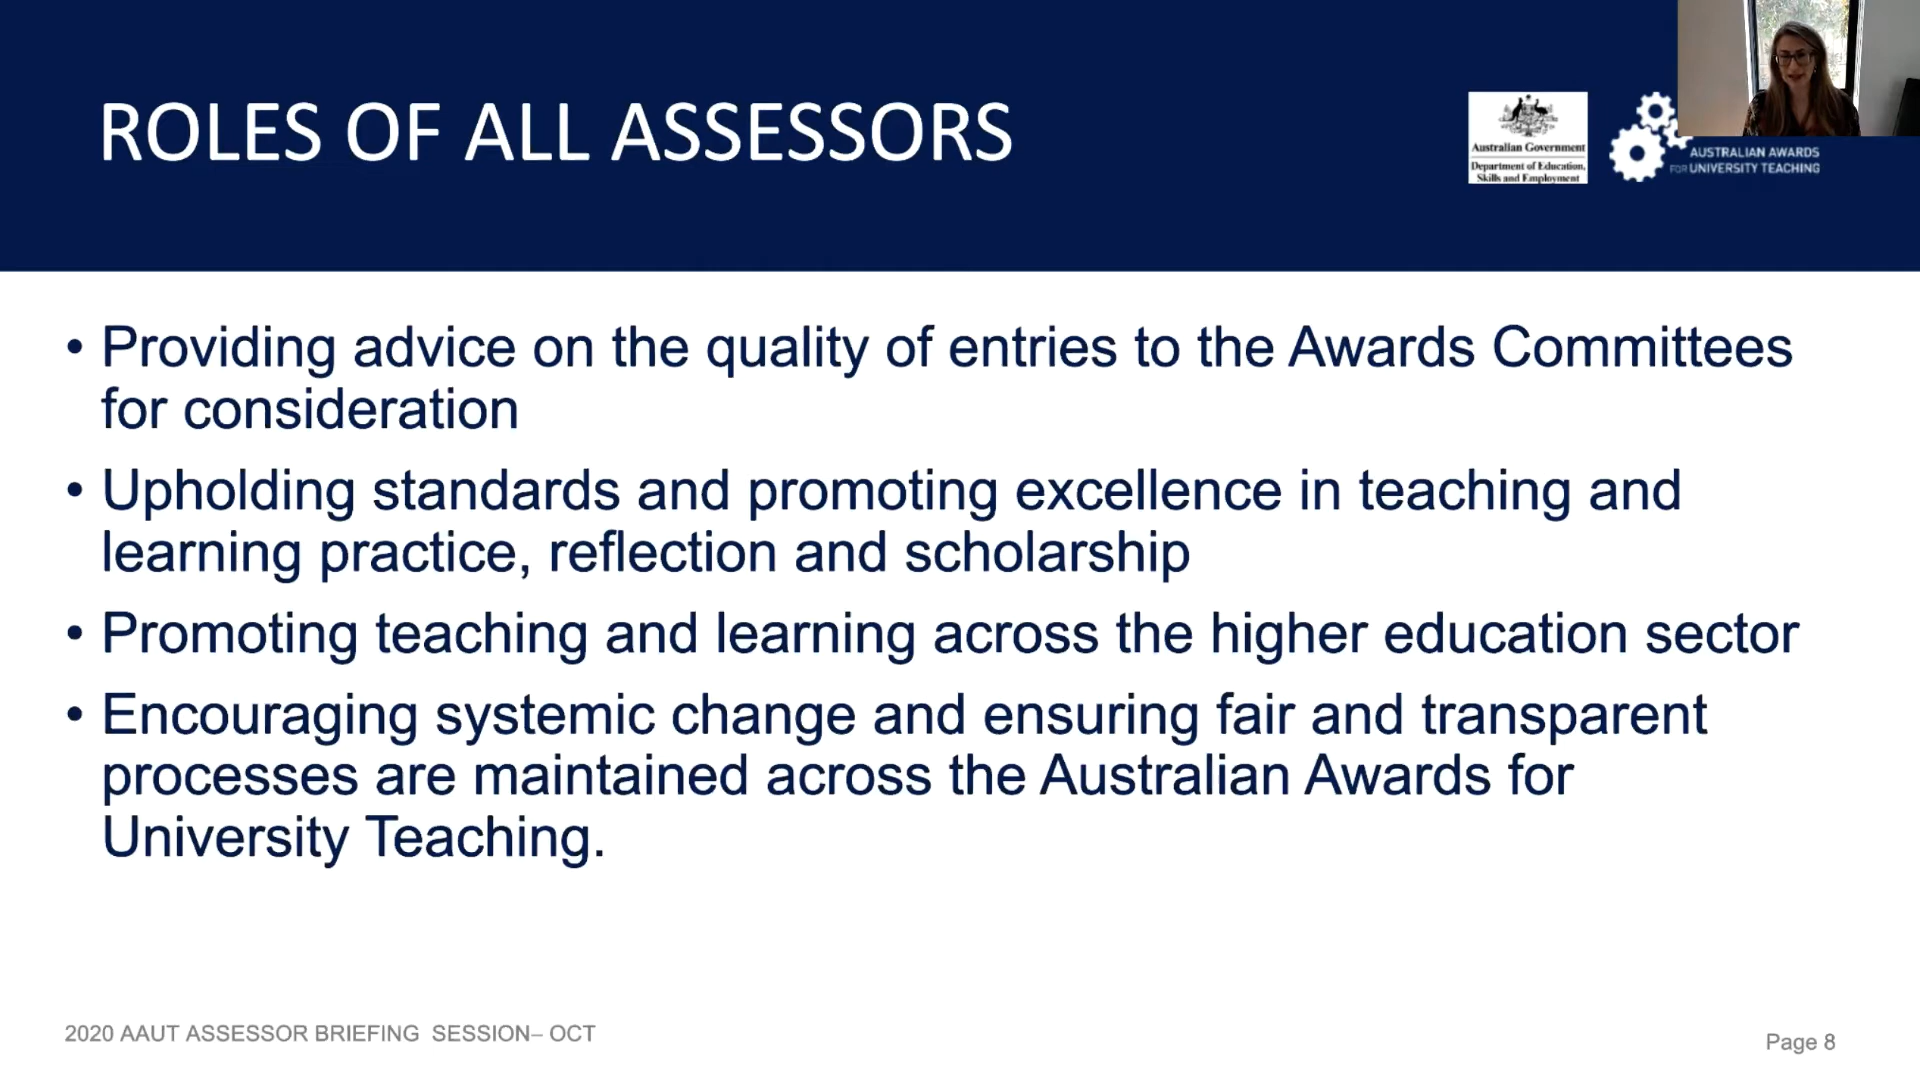 ROLES OF ALL ASSESSORS
Australian Government
Department of Education,
Skills and Employment
AUSTRALIAN AWARDS
FOR UNIVERSITY TEACHING
• Providing advice on the quality of entries to the Awards Committees
for consideration
• Upholding standards and promoting excellence in teaching and
learning practice, reflection and scholarship
• Promoting teaching and learning across the higher education sector
• Encouraging systemic change and ensuring fair and transparent
processes are maintained across the Australian Awards for
University Teaching.
2020 AAUT ASSESSOR BRIEFING SESSION– OCT
Page 8